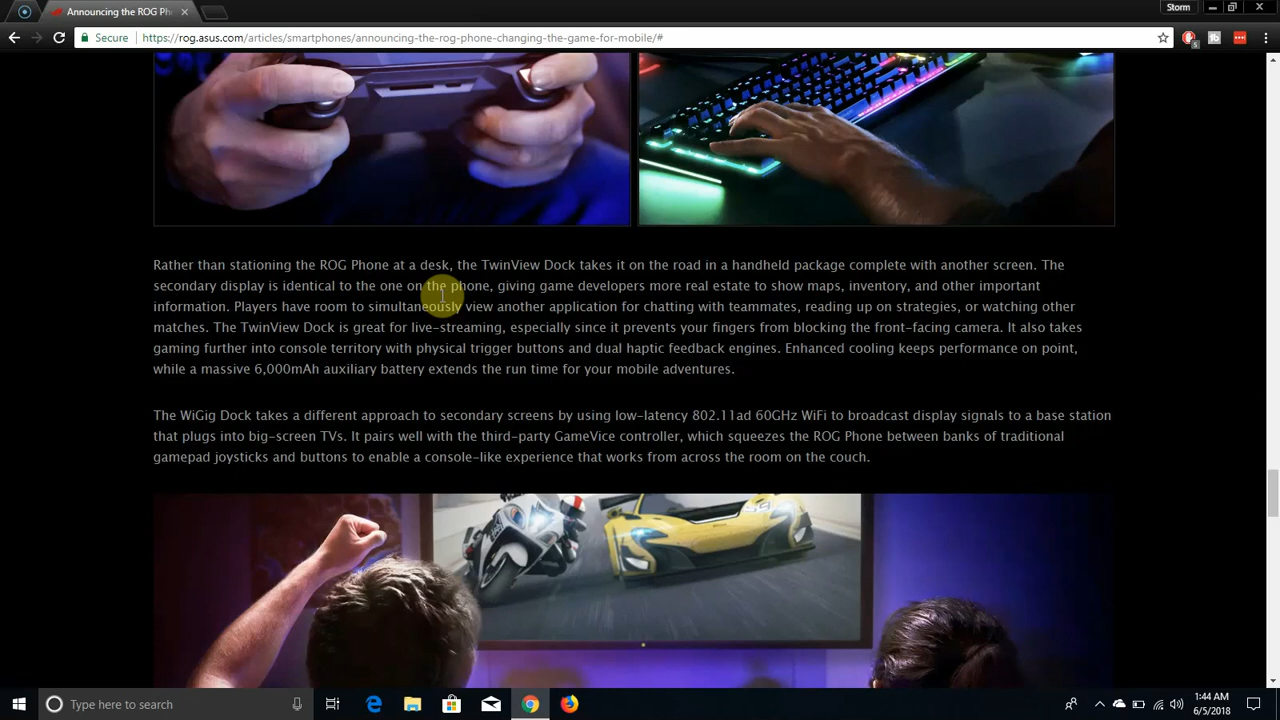 Announcing the ROG Ph
Storm
Secure
https://rog.asus.com/articles/smartphones/announcing-the-rog-phone-changing-the-game-for-mobile/#
Rather than stationing the ROG Phone at a desk, the TwinView Dock takes it on the road in a handheld package complete with another screen. The
secondary display is identical to the one on the phone, giving game developers more real estate to show maps, inventory, and other important
information. Players have room to simultaneously view another application for chatting with teammates, reading up on strategies, or watching other
matches. The TwinView Dock is great for live-streaming, especially since it prevents your fingers from blocking the front-facing camera. It also takes
gaming further into console territory with physical trigger buttons and dual haptic feedback engines. Enhanced cooling keeps performance on point,
while a massive 6,000mAh auxiliary battery extends the run time for your mobile adventures.
The WiGig Dock takes a different approach to secondary screens by using low-latency 802.11ad 60GHz WiFi to broadcast display signals to a base station
that plugs into big-screen TVs. It pairs well with the third-party GameVice controller, which squeezes the ROG Phone between banks of traditional
gamepad joysticks and buttons to enable a console-like experience that works from across the room on the couch.
Type here to search
1:44 AM
6/5/2018